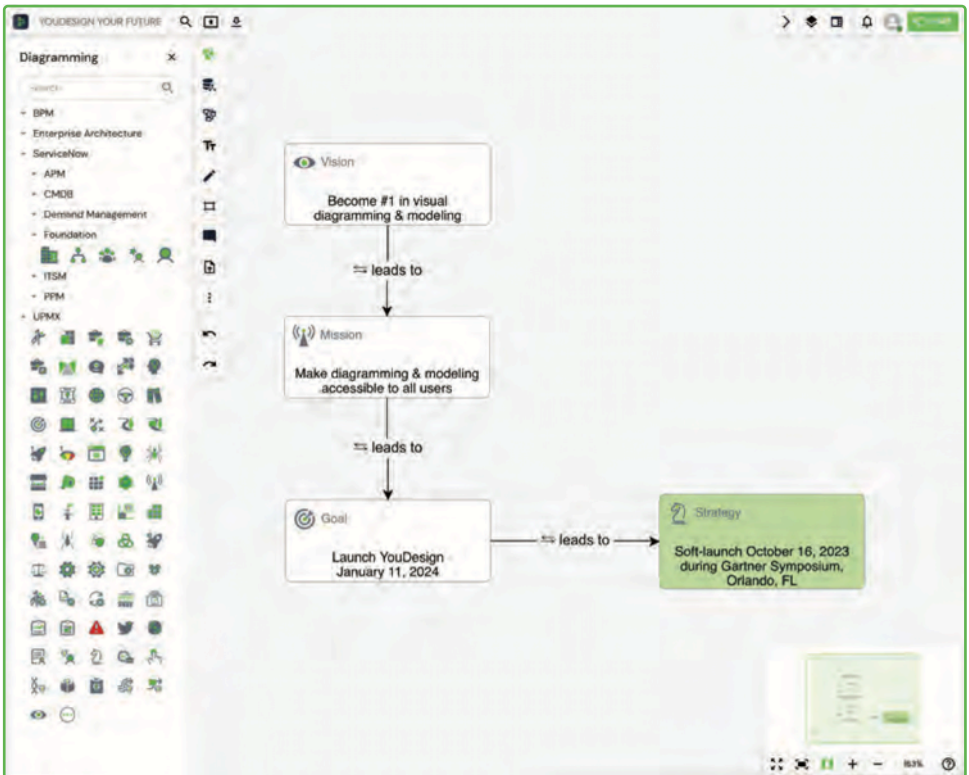 YOUDESIGN YOUR FUTURE
Diagramming
Search
BPM
Enterprise Architecture
ServiceNow
APM
CMDB
Demand Management
Foundation
ITSM
PPM
UPMX
Tт
Vision
Become #1 in visual
diagramming & modeling
leads to
Mission
Make diagramming & modeling
accessible to all users
leads to
Goal
Launch YouDesign
January 11, 2024
leads to
Strategy
Soft-launch October 16, 2023
during Gartner Symposium,
Orlando, FL